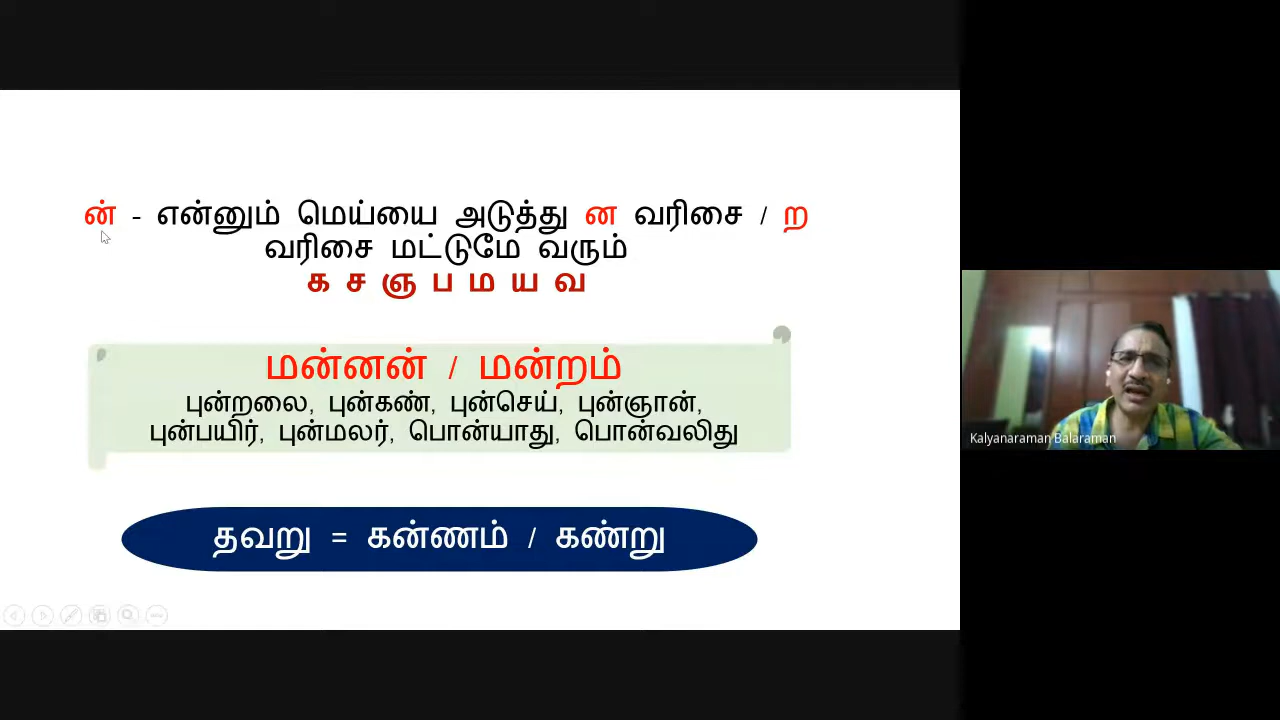 ன் - என்னும் மெய்யை அடுத்து ன வரிசை / ற
வரிசை மட்டுமே வரும்
க ச ஞ ப ம ய வ
மன்னன் / மன்றம்
புன்றலை, புன்கண், புன்செய், புன்ஞான்,
புன்பயிர், புன்மலர், பொன்யாது, பொன்வலிது
தவறு = கன்ணம் / கண்று
Kalyanaraman Balaraman